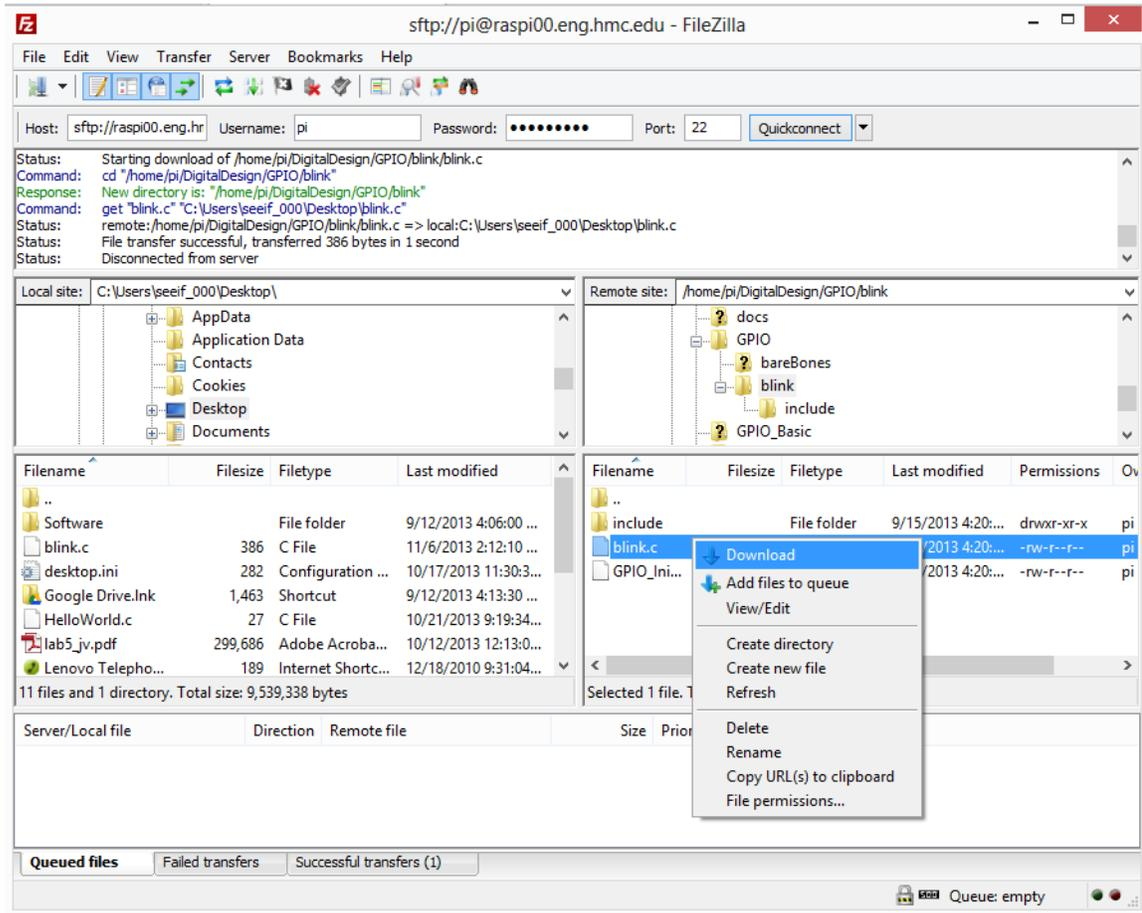 sftp://pi@raspi00.eng.hmc.edu - FileZilla
File Edit View Transfer Server Bookmarks Help
Host: sftp://raspi00.eng.hr Username: pi Password: ●●●●●●●●● Port: 22 Quickconnect
Status: Starting download of /home/pi/DigitalDesign/GPIO/blink/blink.c
Command: cd "/home/pi/DigitalDesign/GPIO/blink"
Response: New directory is: "/home/pi/DigitalDesign/GPIO/blink"
Command: get "blink.c" "C:\Users\seeif_000\Desktop\blink.c"
Status: remote:/home/pi/DigitalDesign/GPIO/blink/blink.c => local:C:\Users\seeif_000\Desktop\blink.c
Status: File transfer successful, transferred 386 bytes in 1 second
Status: Disconnected from server
Local site: C:\Users\seeif_000\Desktop\
AppData
Application Data
Contacts
Cookies
Desktop
Documents
Remote site: /home/pi/DigitalDesign/GPIO/blink
docs
GPIO
bareBones
blink
include
GPIO_Basic
Filename Filesize Filetype Last modified
..
Software File folder 9/12/2013 4:06:00 ...
blink.c 386 C File 11/6/2013 2:12:10 ...
desktop.ini 282 Configuration ... 10/17/2013 11:30:3...
Google Drive.lnk 1,463 Shortcut 9/12/2013 4:13:30 ...
HelloWorld.c 27 C File 10/21/2013 9:19:34...
lab5_jv.pdf 299,686 Adobe Acroba... 10/12/2013 12:13:0...
Lenovo Telepho... 189 Internet Shortc... 12/18/2010 9:31:04...
11 files and 1 directory. Total size: 9,539,338 bytes
Filename Filesize Filetype Last modified Permissions Ow
..
include File folder 9/15/2013 4:20:... drwxr-xr-x pi
blink.c /2013 4:20:... -rw-r--r-- pi
GPIO_Ini... /2013 4:20:... -rw-r--r-- pi
Selected 1 file. T
Download
Add files to queue
View/Edit
Create directory
Create new file
Refresh
Delete
Rename
Copy URL(s) to clipboard
File permissions...
Server/Local file Direction Remote file Size Prior
Queued files Failed transfers Successful transfers (1)
Queue: empty